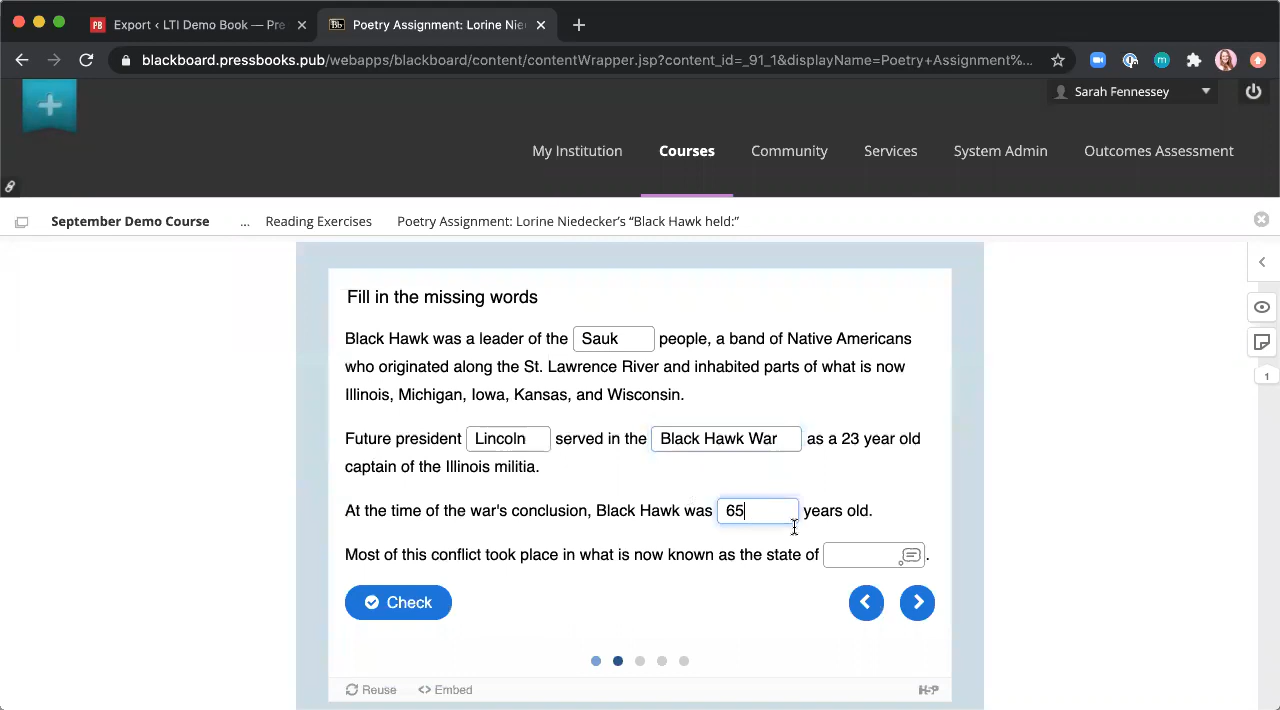 PB Export ‹ LTI Demo Book — Pre
Bb Poetry Assignment: Lorine Nie
blackboard.pressbooks.pub/webapps/blackboard/content/contentWrapper.jsp?content_id=_91_1&displayName=Poetry+Assignment%...
m
Sarah Fennessey
My Institution Courses Community Services System Admin Outcomes Assessment
September Demo Course ... Reading Exercises Poetry Assignment: Lorine Niedecker’s “Black Hawk held:”
Fill in the missing words
Black Hawk was a leader of the Sauk people, a band of Native Americans
who originated along the St. Lawrence River and inhabited parts of what is now
Illinois, Michigan, Iowa, Kansas, and Wisconsin.
1
Future president Lincoln served in the Black Hawk War as a 23 year old
captain of the Illinois militia.
At the time of the war's conclusion, Black Hawk was 65 years old.
Most of this conflict took place in what is now known as the state of .
Check
Reuse <> Embed H5P